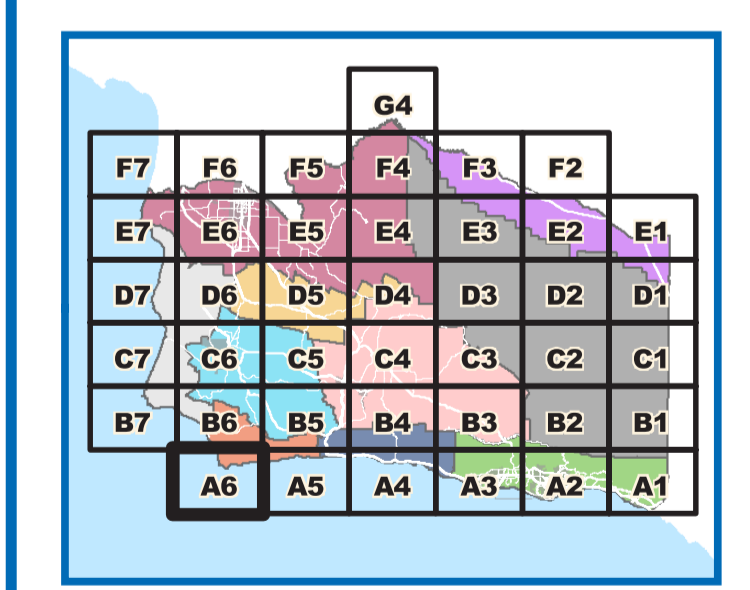 G4
F7 F6 F5 F4 F3 F2
E7 E6 E5 E4 E3 E2 E1
D7 D6 D5 D4 D3 D2 D1
C7 C6 C5 C4 C3 C2 C1
B7 B6 B5 B4 B3 B2 B1
A6 A5 A4 A3 A2 A1